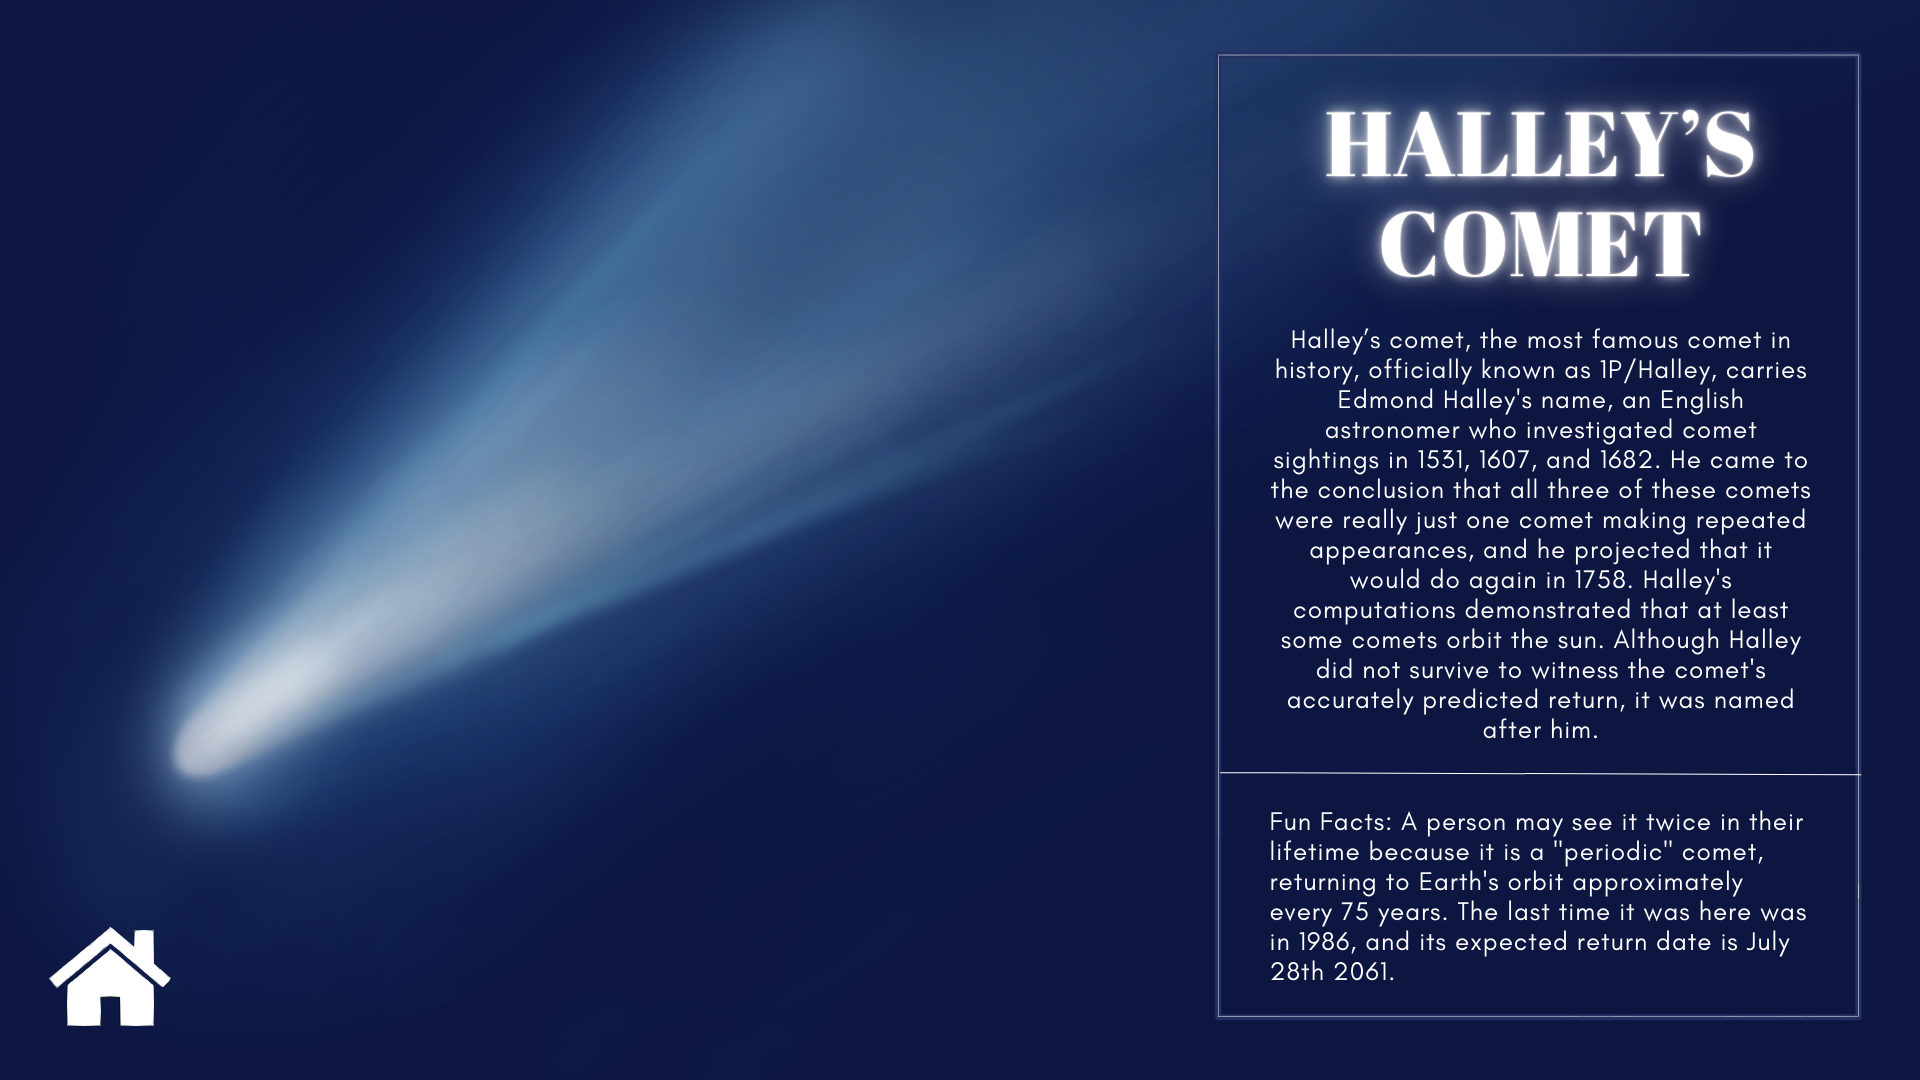 HALLEY’S
COMET
Halley’s comet, the most famous comet in
history, officially known as 1P/Halley, carries
Edmond Halley's name, an English
astronomer who investigated comet
sightings in 1531, 1607, and 1682. He came to
the conclusion that all three of these comets
were really just one comet making repeated
appearances, and he projected that it
would do again in 1758. Halley's
computations demonstrated that at least
some comets orbit the sun. Although Halley
did not survive to witness the comet's
accurately predicted return, it was named
after him.
Fun Facts: A person may see it twice in their
lifetime because it is a "periodic" comet,
returning to Earth's orbit approximately
every 75 years. The last time it was here was
in 1986, and its expected return date is July
28th 2061.